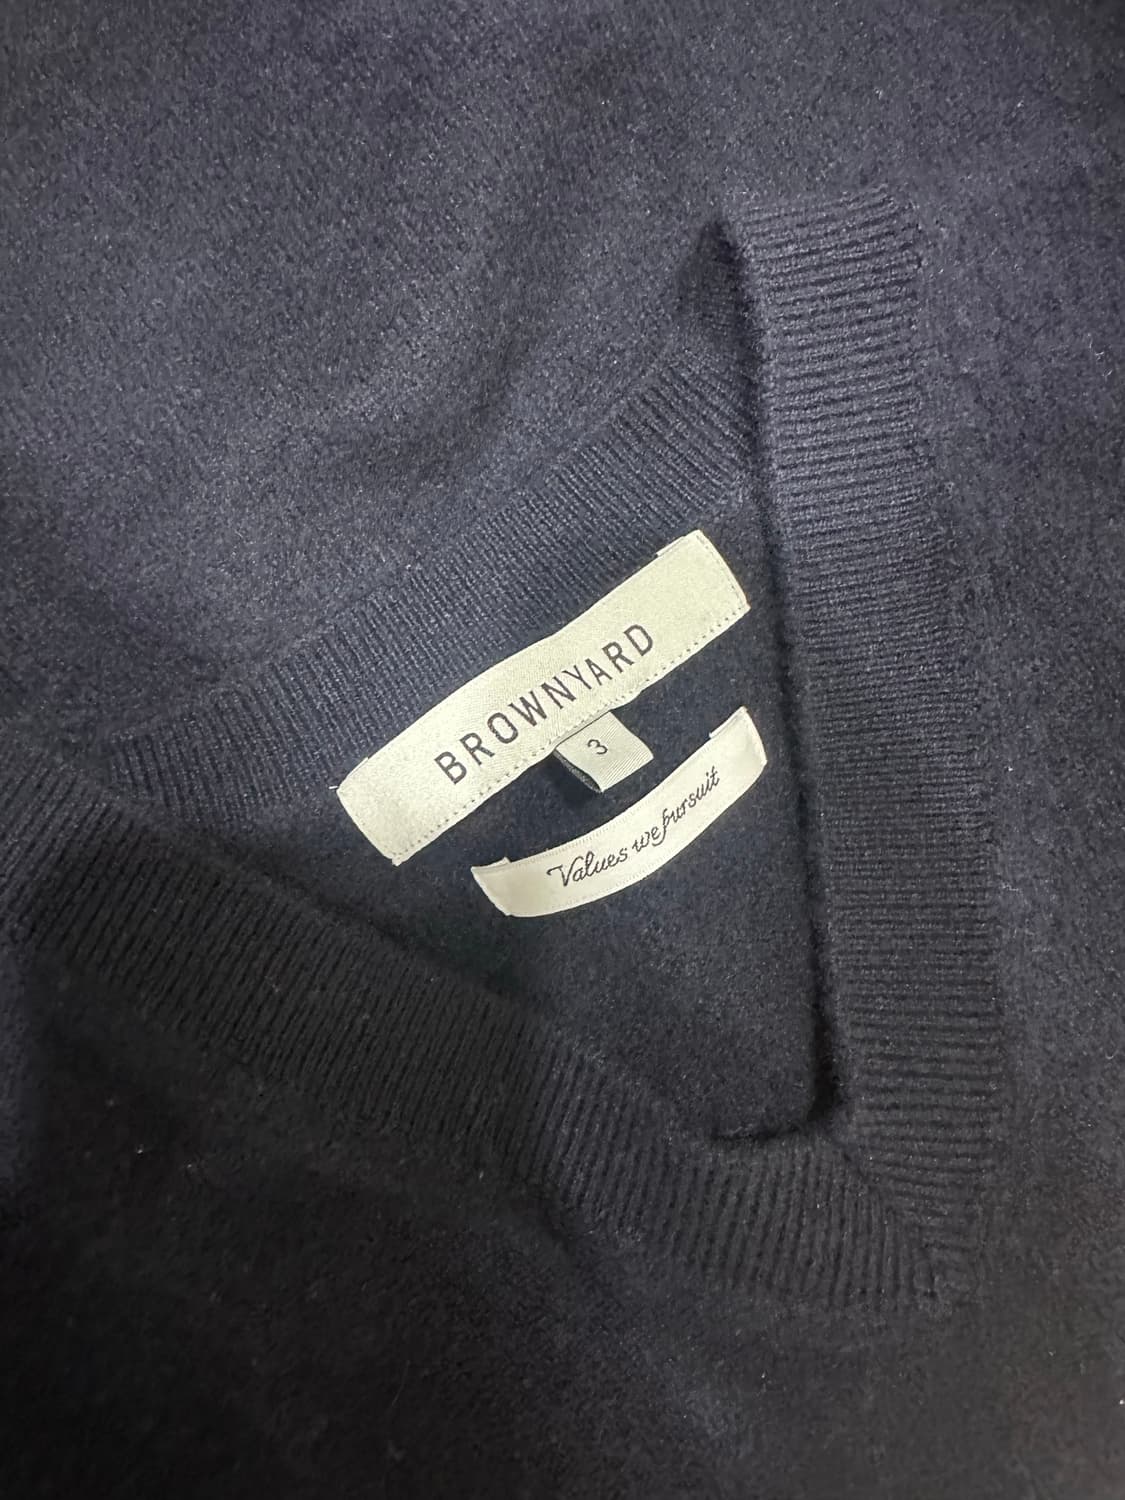 BROWNYARD
3
Values we pursuit